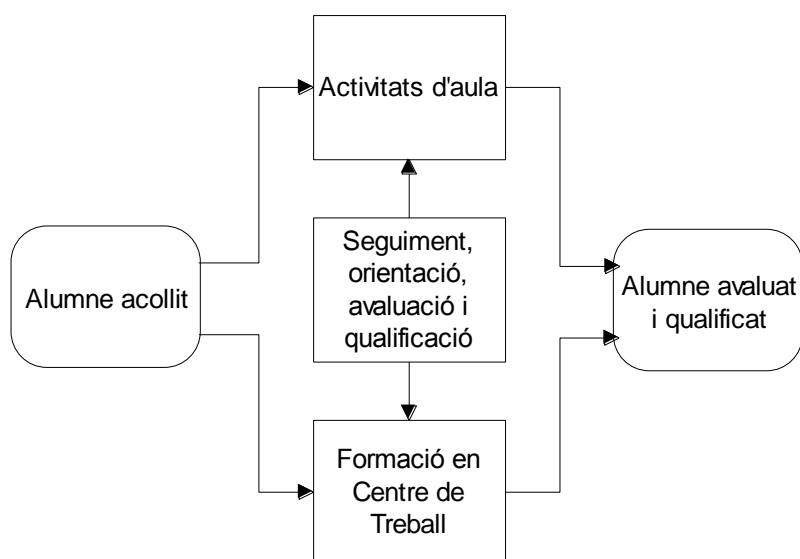 Activitats d'aula
Alumne acollit
Seguiment,
orientació,
avaluació i
qualificació
Alumne avaluat
i qualificat
Formació en
Centre de
Treball